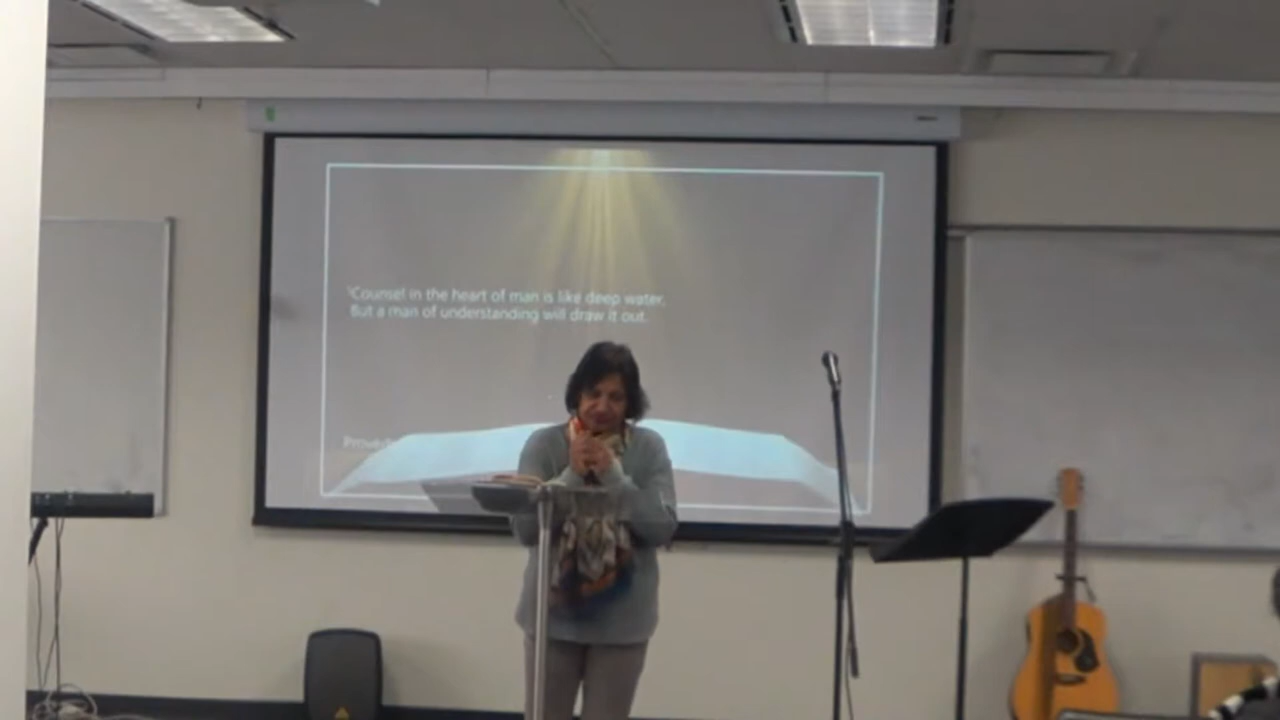 "Counsel in the heart of man is like deep water,
But a man of understanding will draw it out.